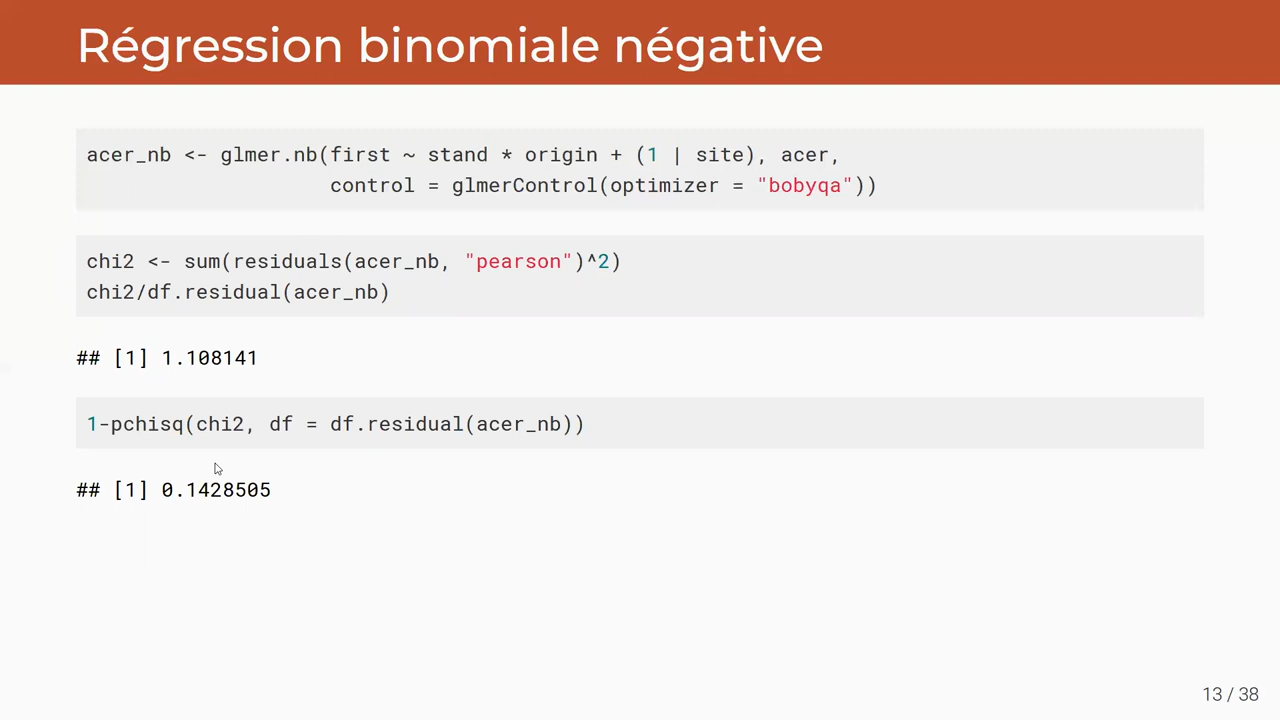 Régression binomiale négative
acer_nb <- glmer.nb(first ~ stand * origin + (1 | site), acer,
control = glmerControl(optimizer = "bobyqa"))
chi2 <- sum(residuals(acer_nb, "pearson")^2)
chi2/df.residual(acer_nb)
## [1] 1.108141
1-pchisq(chi2, df = df.residual(acer_nb))
## [1] 0.1428505
13 / 38